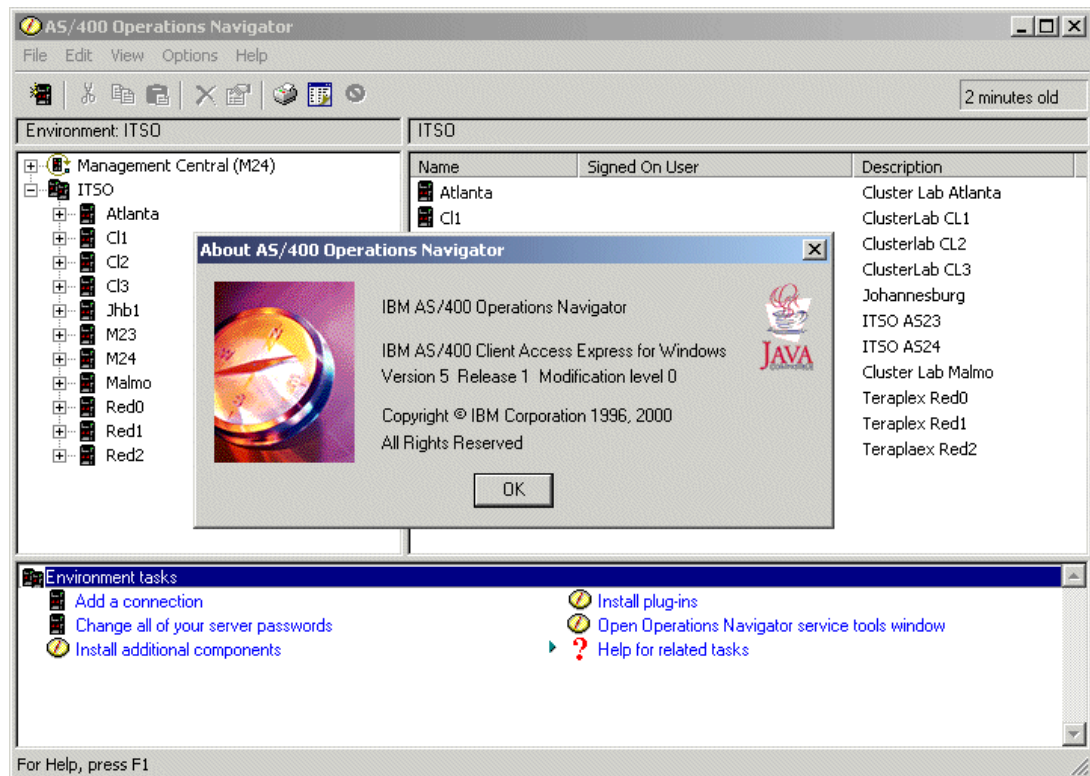 AS/400 Operations Navigator
File Edit View Options Help
2 minutes old
Environment: ITSO
ITSO
Management Central (M24)
ITSO
Atlanta
Cl1
Cl2
Cl3
Jhb1
M23
M24
Malmo
Red0
Red1
Red2
Name Signed On User Description
Atlanta Cluster Lab Atlanta
Cl1 ClusterLab CL1
Clusterlab CL2
ClusterLab CL3
Johannesburg
ITSO AS23
ITSO AS24
Cluster Lab Malmo
Teraplex Red0
Teraplex Red1
Teraplaex Red2
About AS/400 Operations Navigator
IBM AS/400 Operations Navigator
IBM AS/400 Client Access Express for Windows
Version 5 Release 1 Modification level 0
Copyright © IBM Corporation 1996, 2000
All Rights Reserved
JAVA
COMPATIBLE
OK
Environment tasks
Add a connection
Change all of your server passwords
Install additional components
Install plug-ins
Open Operations Navigator service tools window
Help for related tasks
For Help, press F1